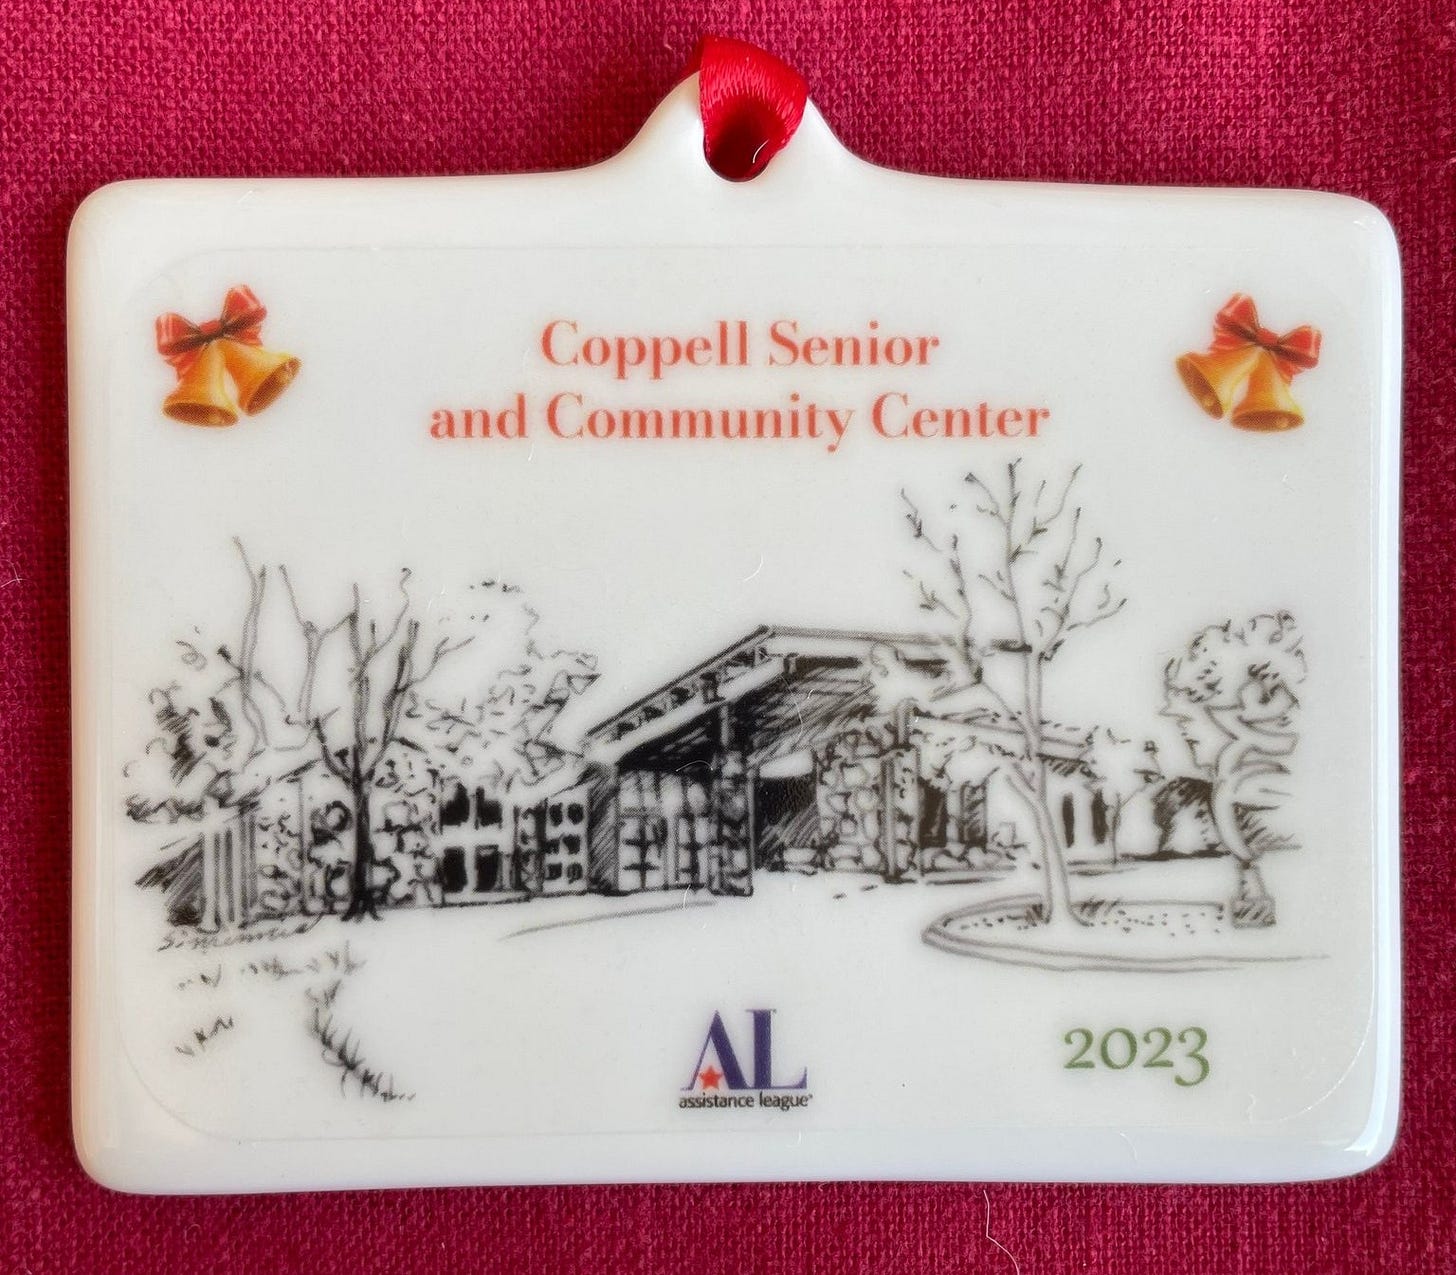 Coppell Senior
and Community Center
AL
assistance league®
2023